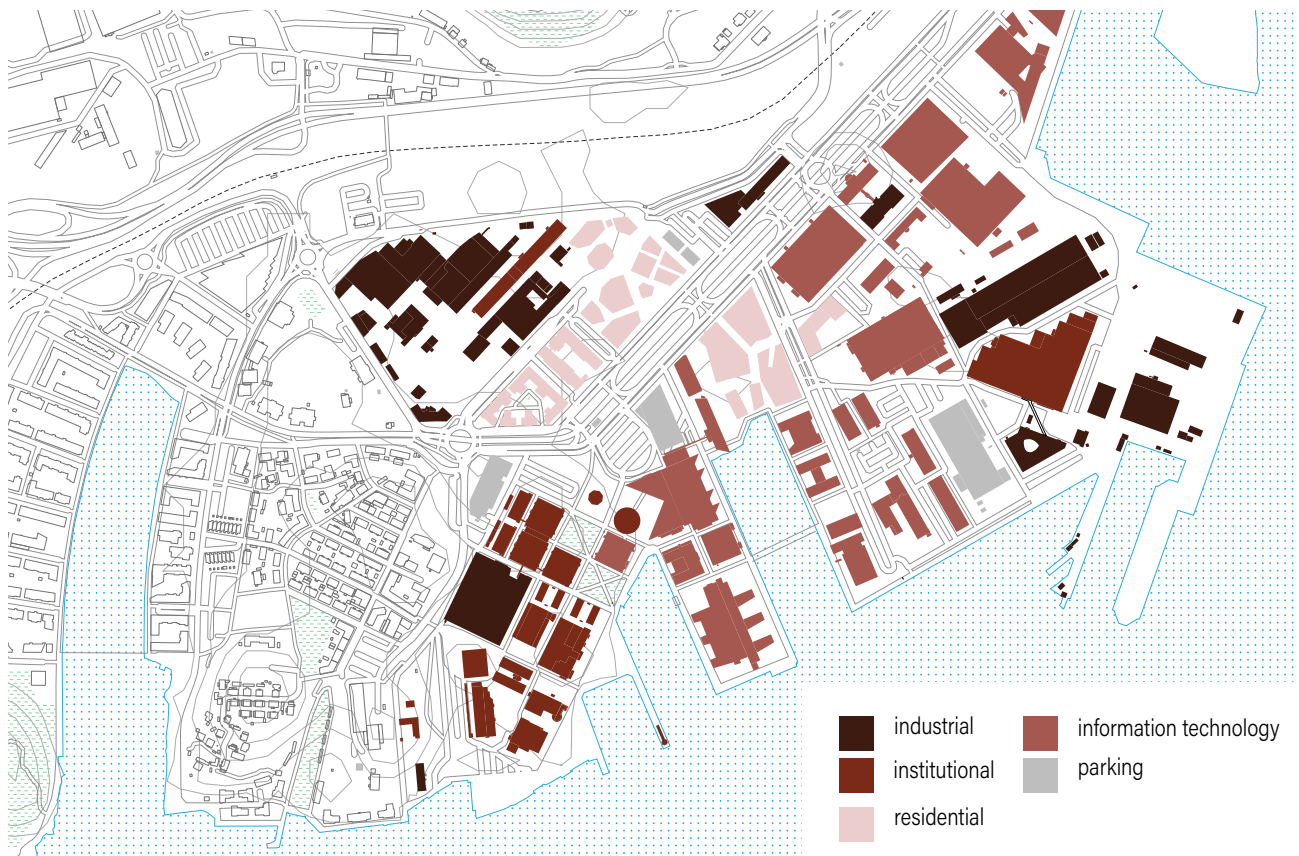 industrial
institutional
residential
information technology
parking